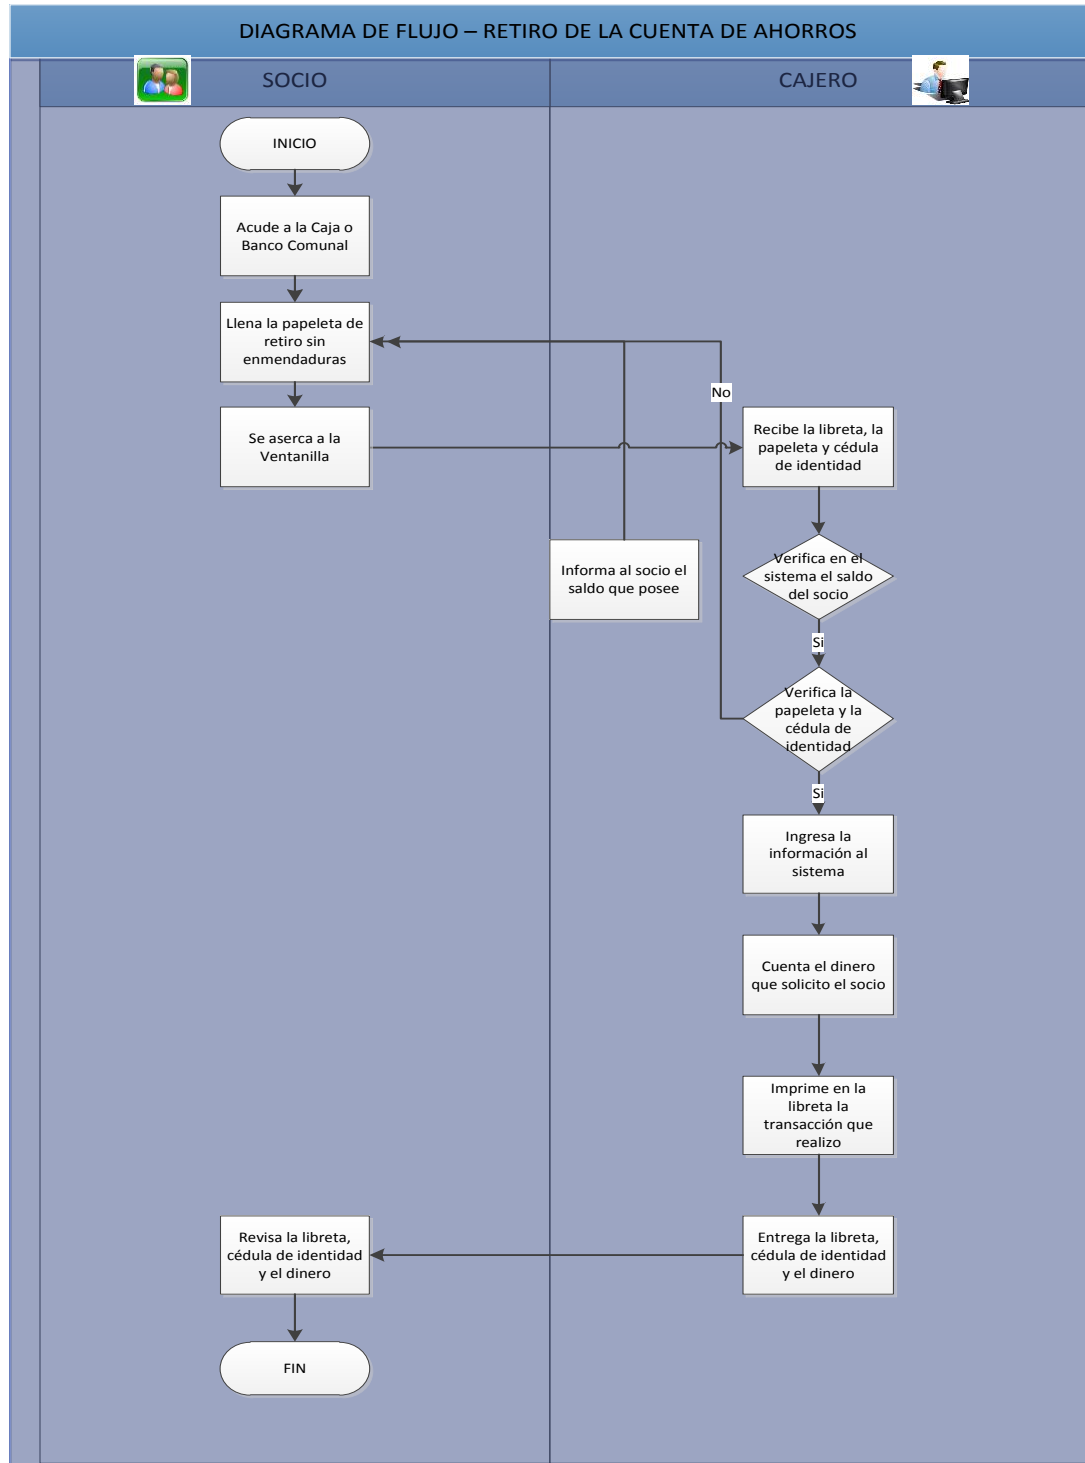 DIAGRAMA DE FLUJO – RETIRO DE LA CUENTA DE AHORROS
SOCIO
CAJERO
INICIO
Acude a la Caja o
Banco Comunal
Llena la papeleta de
retiro sin
enmendaduras
No
Se aserca a la
Ventanilla
Recibe la libreta, la
papeleta y cédula
de identidad
Informa al socio el
saldo que posee
Verifica en el
sistema el saldo
del socio
Si
Verifica la
papeleta y la
cédula de
identidad
Si
Ingresa la
información al
sistema
Cuenta el dinero
que solicito el socio
Imprime en la
libreta la
transacción que
realizo
Entrega la libreta,
cédula de identidad
y el dinero
Revisa la libreta,
cédula de identidad
y el dinero
FIN